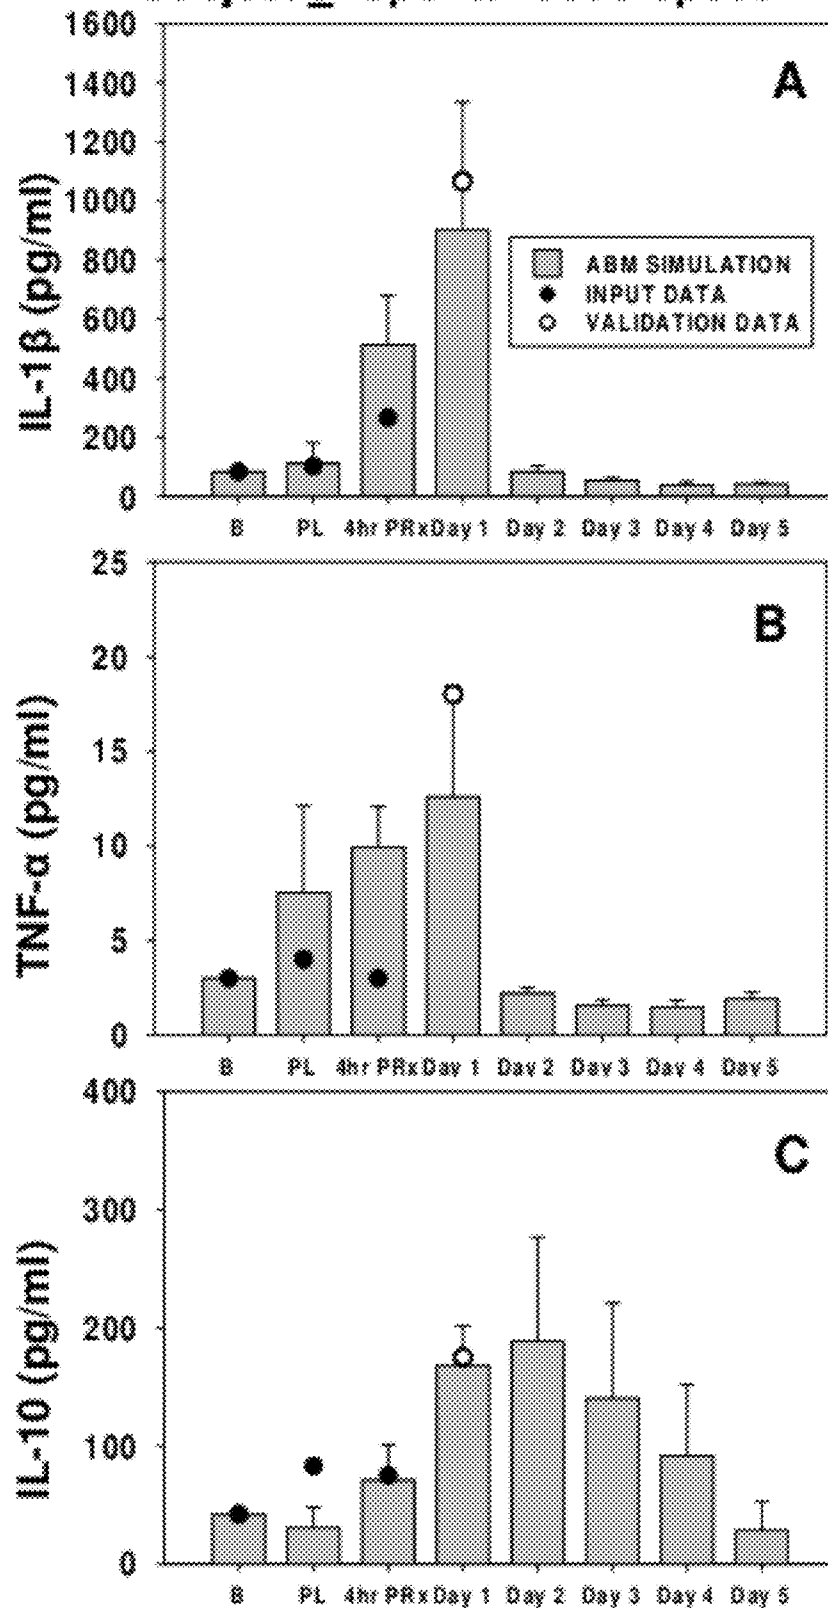 1600
A
1400
1200
1000
800
600
400
200
0
IL-1β (pg/ml)
ABM SIMULATION
INPUT DATA
VALIDATION DATA
B PL 4hr PRx Day 1 Day 2 Day 3 Day 4 Day 5
25
B
20
15
10
5
0
TNF-α (pg/ml)
B PL 4hr PRx Day 1 Day 2 Day 3 Day 4 Day 5
400
C
300
200
100
0
IL-10 (pg/ml)
B PL 4hr PRx Day 1 Day 2 Day 3 Day 4 Day 5